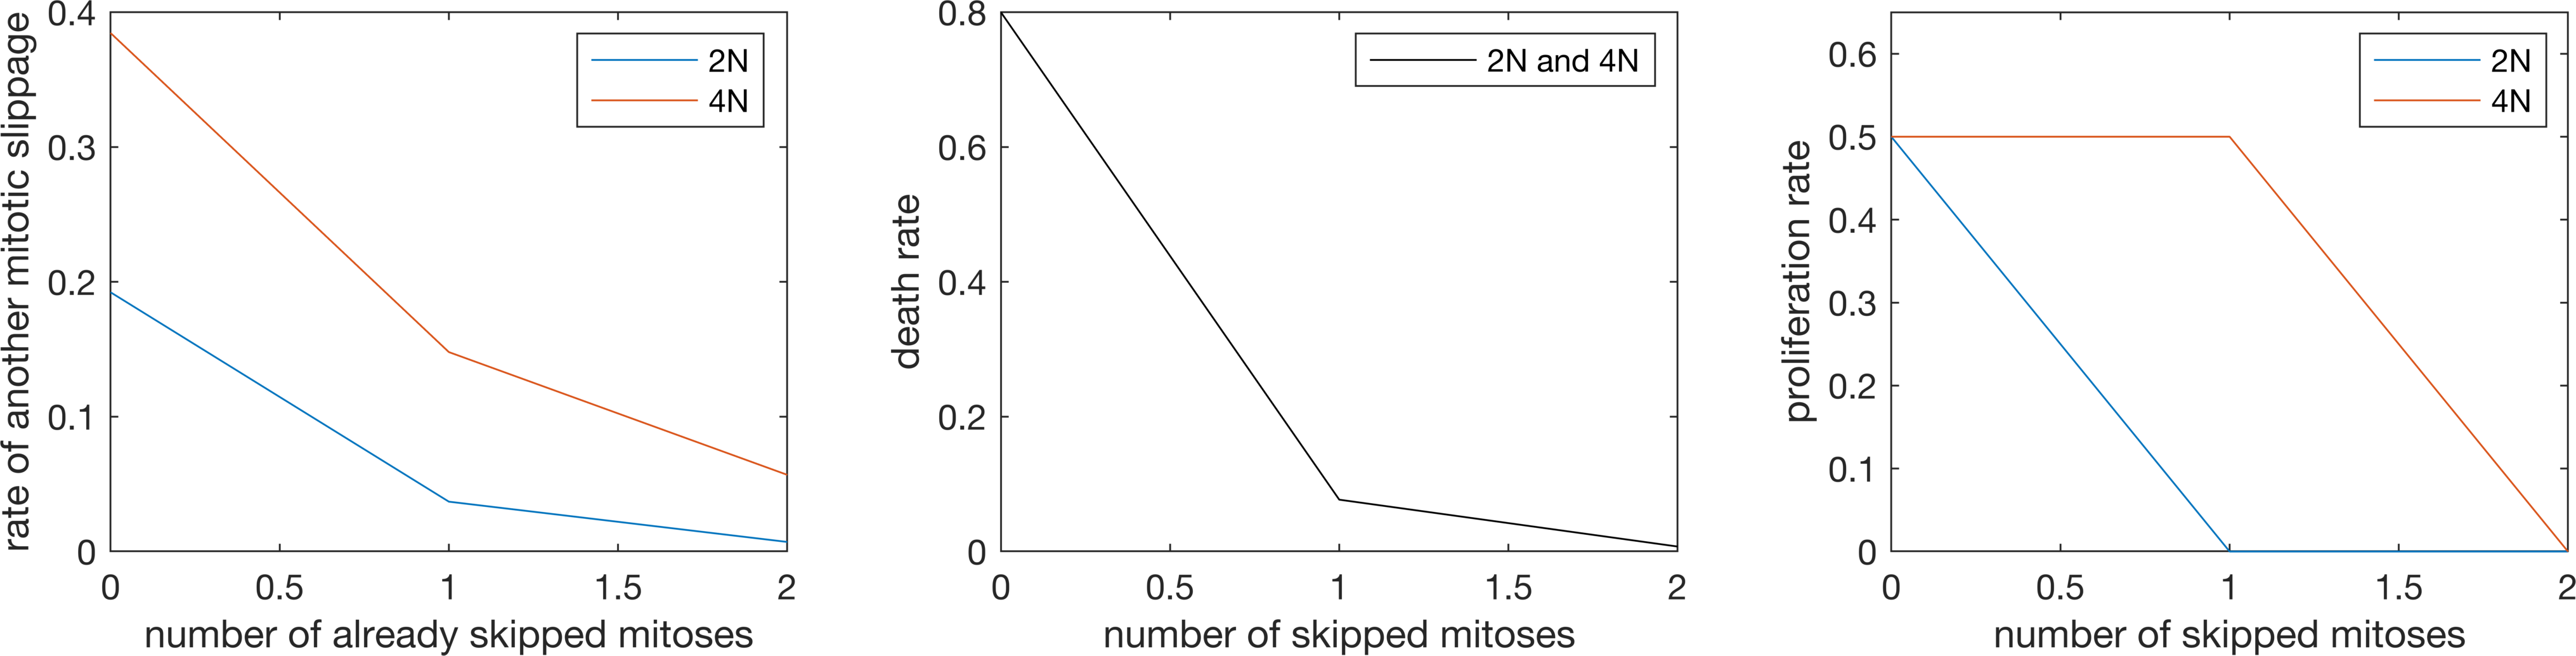 rate of another mitotic slippage
0.4
0.3
0.2
0.1
0
0
0.5
1
1.5
2
number of already skipped mitoses
2N
4N
death rate
0.8
0.6
0.4
0.2
0
0
0.5
1
1.5
2
number of skipped mitoses
2N and 4N
proliferation rate
0.6
0.5
0.4
0.3
0.2
0.1
0
0
0.5
1
1.5
2
number of skipped mitoses
2N
4N